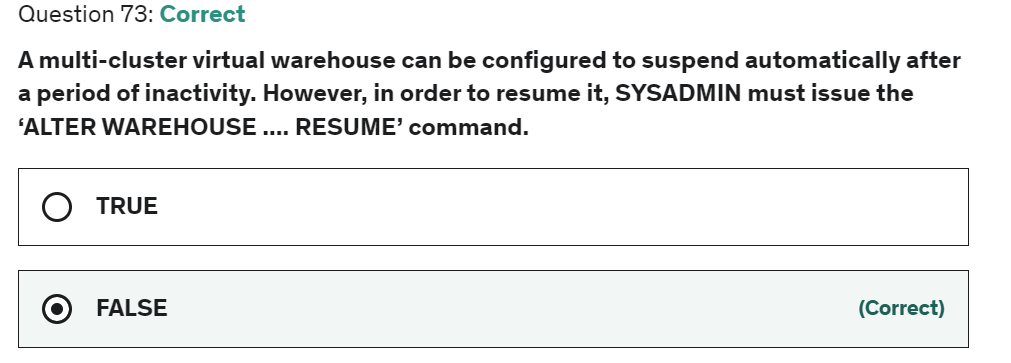 Question 73: Correct
A multi-cluster virtual warehouse can be configured to suspend automatically after
a period of inactivity. However, in order to resume it, SYSADMIN must issue the
‘ALTER WAREHOUSE .... RESUME’ command.
TRUE
FALSE (Correct)